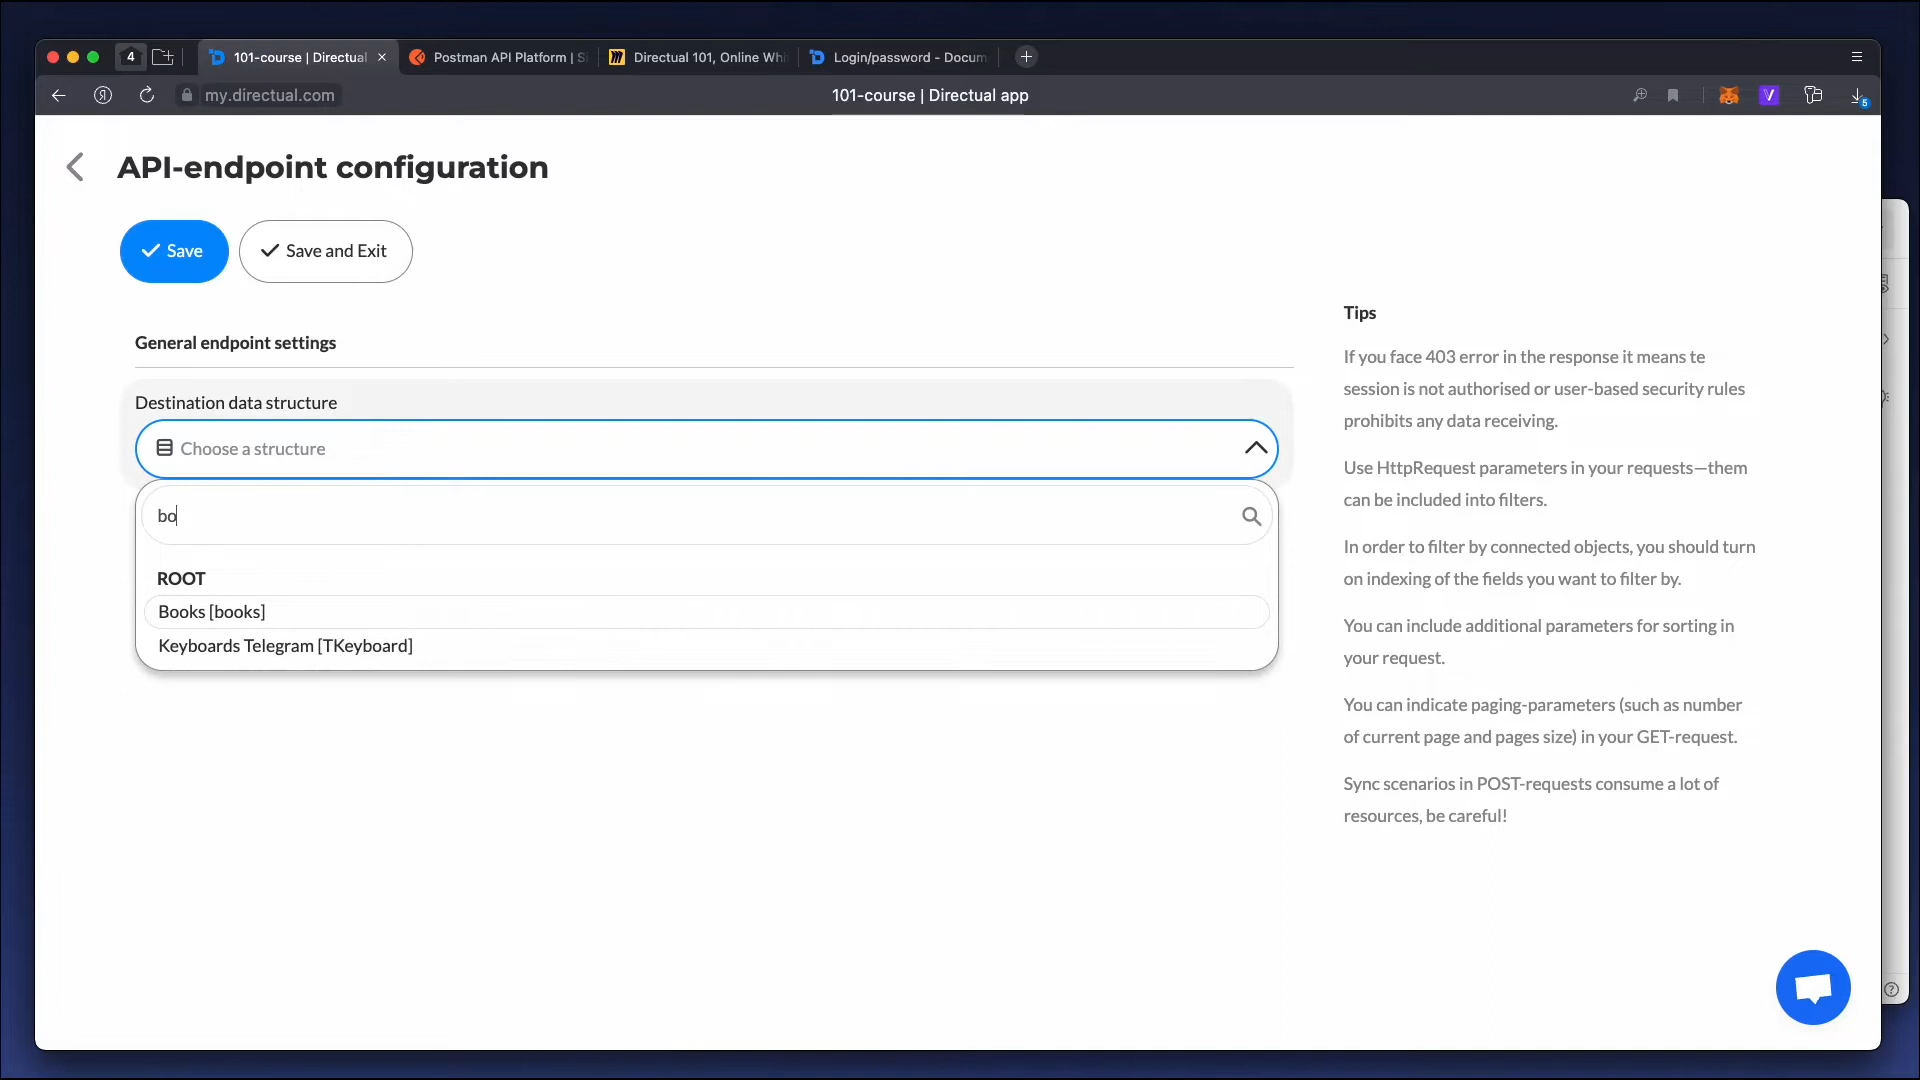 4
101-course | Directual
Postman API Platform | S
Directual 101, Online Whi
Login/password - Docum
my.directual.com
101-course | Directual app
5
API-endpoint configuration
Save
Save and Exit
General endpoint settings
Destination data structure
Choose a structure
bo
ROOT
Books [books]
Keyboards Telegram [TKeyboard]
Tips
If you face 403 error in the response it means te
session is not authorised or user-based security rules
prohibits any data receiving.
Use HttpRequest parameters in your requests—them
can be included into filters.
In order to filter by connected objects, you should turn
on indexing of the fields you want to filter by.
You can include additional parameters for sorting in
your request.
You can indicate paging-parameters (such as number
of current page and pages size) in your GET-request.
Sync scenarios in POST-requests consume a lot of
resources, be careful!